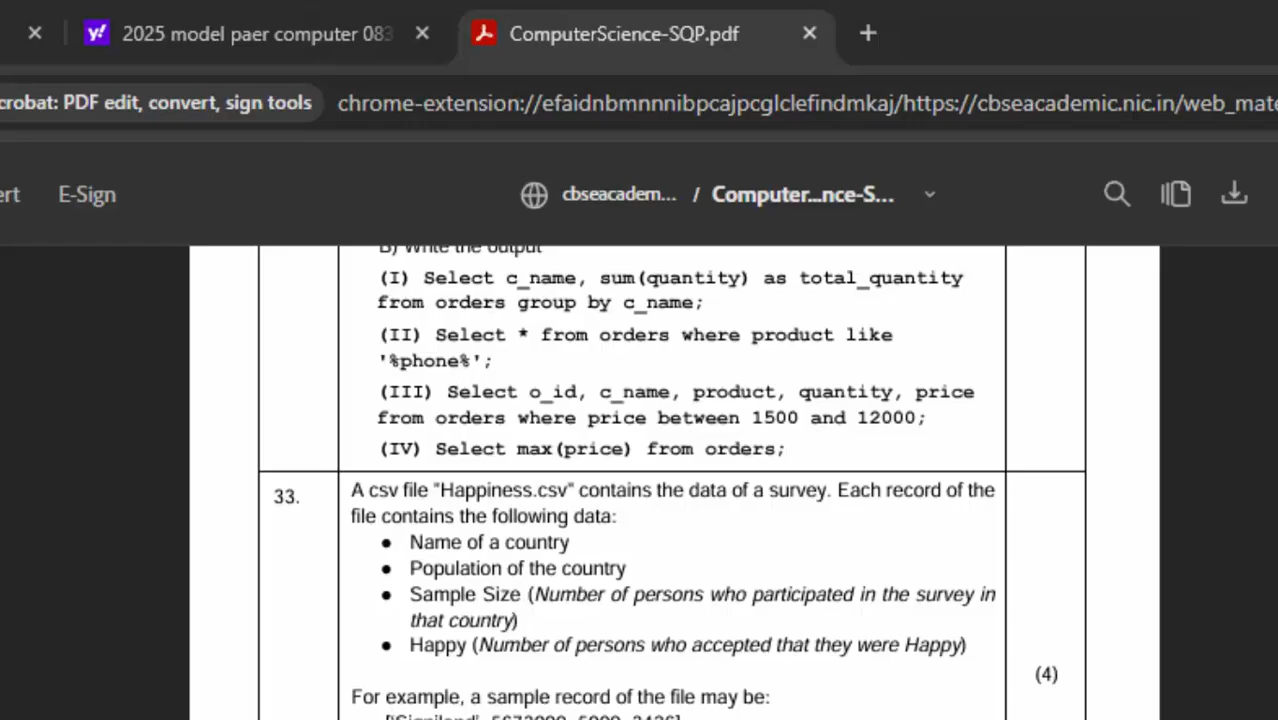 2025 model paer computer 083
ComputerScience-SQP.pdf
crobat: PDF edit, convert, sign tools
chrome-extension://efaidnbmnnnibpcajpcglclefindmkaj/https://cbseacademic.nic.in/web_mate
ert
E-Sign
cbseacadem... / Computer...nce-S...
B) Write the output
(I) Select c_name, sum(quantity) as total_quantity
from orders group by c_name;
(II) Select * from orders where product like
'%phone%';
(III) Select o_id, c_name, product, quantity, price
from orders where price between 1500 and 12000;
(IV) Select max(price) from orders;
33.
A csv file "Happiness.csv" contains the data of a survey. Each record of the
file contains the following data:
● Name of a country
● Population of the country
● Sample Size (Number of persons who participated in the survey in
that country)
● Happy (Number of persons who accepted that they were Happy)
(4)
For example, a sample record of the file may be: